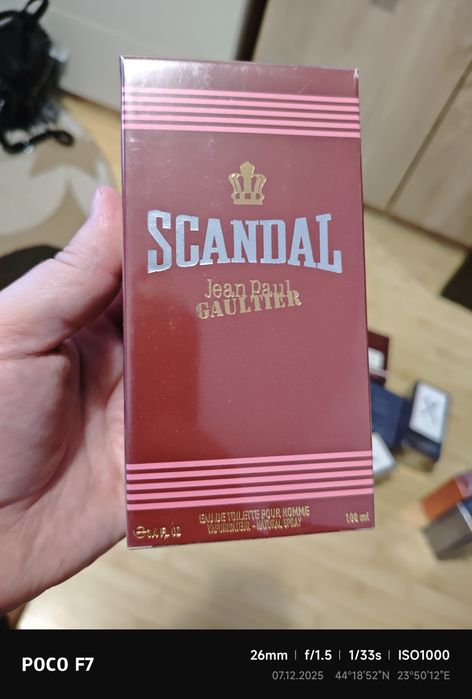 SCANDAL
Jean Paul
GAULTIER
EAU DE TOILETTE POUR HOMME
VAPORISATEUR - NATURAL SPRAY
100 ml
POCO F7
26mm | f/1.5 | 1/33s | ISO1000
07.12.2025 44°18'52"N 23°50'12"E